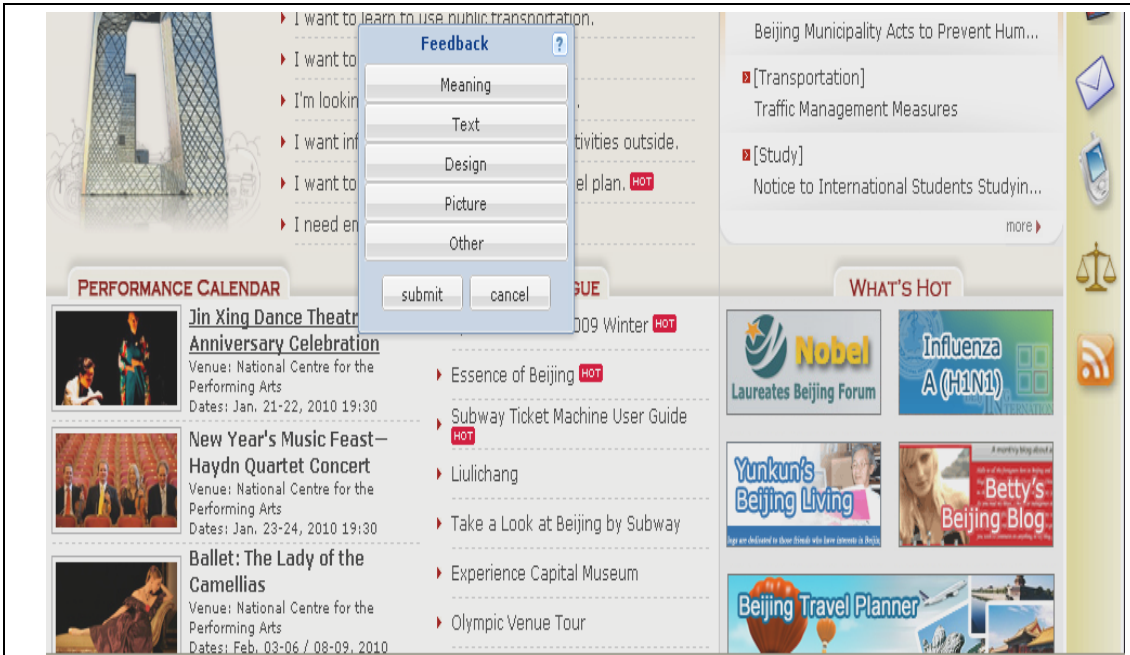 I want to learn to use public transportation.
I want to
I'm lookin
.
I want inf
tivities outside.
I want to
el plan. HOT
I need en
Feedback ?
Meaning
Text
Design
Picture
Other
submit cancel
Beijing Municipality Acts to Prevent Hum...
[Transportation]
Traffic Management Measures
[Study]
Notice to International Students Studyin...
more
PERFORMANCE CALENDAR
Jin Xing Dance Theatr
Anniversary Celebration
Venue: National Centre for the
Performing Arts
Dates: Jan. 21-22, 2010 19:30
New Year's Music Feast—
Haydn Quartet Concert
Venue: National Centre for the
Performing Arts
Dates: Jan. 23-24, 2010 19:30
Ballet: The Lady of the
Camellias
Venue: National Centre for the
Performing Arts
Dates: Feb. 03-06 / 08-09, 2010
GUE
009 Winter HOT
Essence of Beijing HOT
Subway Ticket Machine User Guide
HOT
Liulichang
Take a Look at Beijing by Subway
Experience Capital Museum
Olympic Venue Tour
WHAT'S HOT
Nobel
Laureates Beijing Forum
Influenza
A (H1N1)
Yunkun's
Beijing Living
A monthly blog about
Betty's
Beijing Blog
Beijing Travel Planner